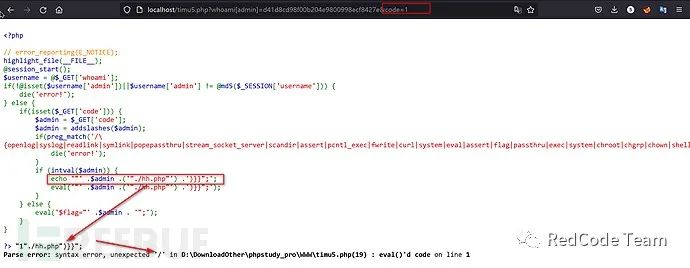 localhost/timu5.php?whoami[admin]=d41d8cd98f00b204e9800998ecf8427e&code=1
<?php
// error_reporting(E_NOTICE);
highlight_file(__FILE__);
@session_start();
$username = @$_GET['whoami'];
if(!@isset($username['admin'])||$username['admin'] != @md5($_SESSION['username'])) {
die("error!");
} else {
if(isset($_GET['code'])) {
$admin = $_GET['code'];
$admin = addslashes($admin);
if(preg_match('/\
{openlog|syslog|readlink|symlink|popepassthru|stream_socket_server|scandir|assert|pcntl_exec|fwrite|curl|system|eval|assert|flag|passthru|exec|system|chroot|chgrp|chown|shell
die("error!");
}
if (intval($admin)) {
echo '"' .$admin .('"./hh.php"') .')}}";';
eval('"' .$admin .('"./hh.php"') .')}}";');
}
} else {
eval("$flag="' .$admin . '";');
}
}
?> "1"./hh.php")}}";
Parse error: syntax error, unexpected '/' in D:\DownloadOther\phpstudy_pro\WWW\timu5.php(19) : eval()'d code on line 1
RedCode Team